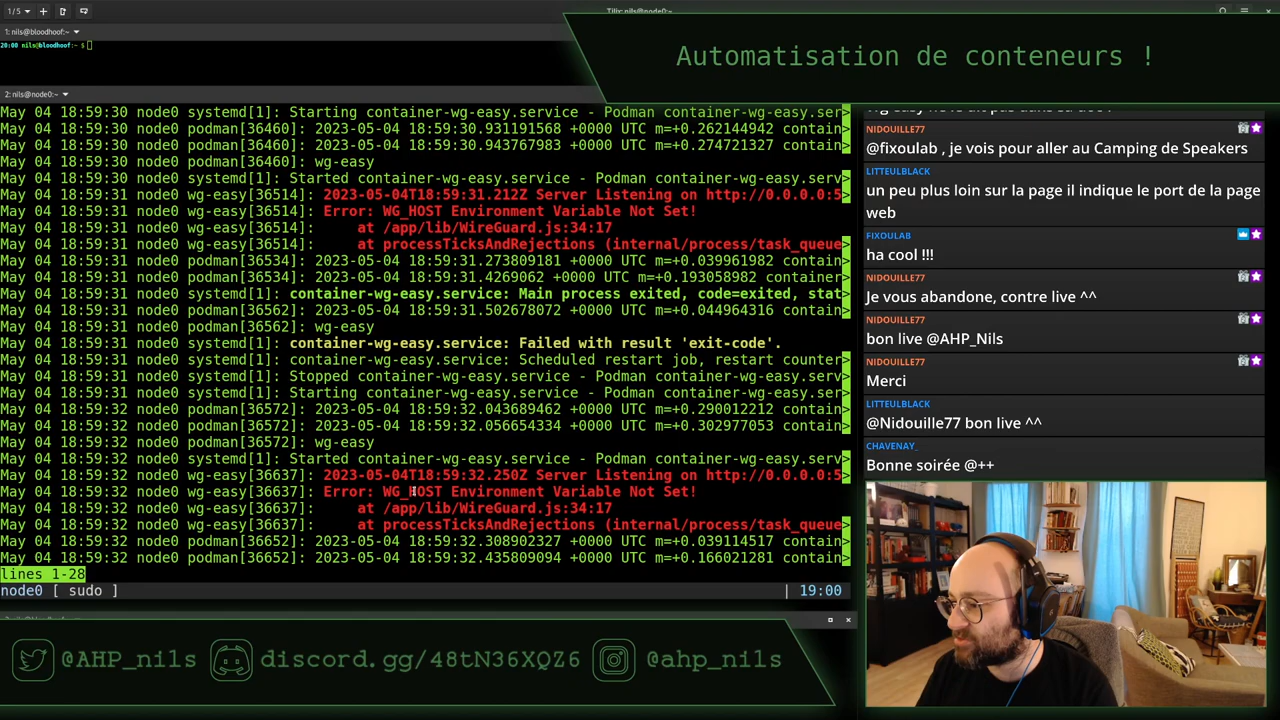 1 / 5
Tilix: nils@node0:~
1: nils@bloodhoof:~
20:00 nils@bloodhoof:~ $
Automatisation de conteneurs !
2: nils@node0:~
May 04 18:59:30 node0 systemd[1]: Starting container-wg-easy.service - Podman container-wg-easy.ser>
May 04 18:59:30 node0 podman[36460]: 2023-05-04 18:59:30.931191568 +0000 UTC m=+0.262144942 contain>
May 04 18:59:30 node0 podman[36460]: 2023-05-04 18:59:30.943767983 +0000 UTC m=+0.274721327 contain>
May 04 18:59:30 node0 podman[36460]: wg-easy
May 04 18:59:30 node0 systemd[1]: Started container-wg-easy.service - Podman container-wg-easy.serv>
May 04 18:59:31 node0 wg-easy[36514]: 2023-05-04T18:59:31.212Z Server Listening on http://0.0.0.0:5>
May 04 18:59:31 node0 wg-easy[36514]: Error: WG_HOST Environment Variable Not Set!
May 04 18:59:31 node0 wg-easy[36514]:     at /app/lib/WireGuard.js:34:17
May 04 18:59:31 node0 wg-easy[36514]:     at processTicksAndRejections (internal/process/task_queue>
May 04 18:59:31 node0 podman[36534]: 2023-05-04 18:59:31.273809181 +0000 UTC m=+0.039961982 contain>
May 04 18:59:31 node0 podman[36534]: 2023-05-04 18:59:31.4269062 +0000 UTC m=+0.193058982 container>
May 04 18:59:31 node0 systemd[1]: container-wg-easy.service: Main process exited, code=exited, stat>
May 04 18:59:31 node0 podman[36562]: 2023-05-04 18:59:31.502678072 +0000 UTC m=+0.044964316 contain>
May 04 18:59:31 node0 podman[36562]: wg-easy
May 04 18:59:31 node0 systemd[1]: container-wg-easy.service: Failed with result 'exit-code'.
May 04 18:59:31 node0 systemd[1]: container-wg-easy.service: Scheduled restart job, restart counter>
May 04 18:59:31 node0 systemd[1]: Stopped container-wg-easy.service - Podman container-wg-easy.serv>
May 04 18:59:31 node0 systemd[1]: Starting container-wg-easy.service - Podman container-wg-easy.ser>
May 04 18:59:32 node0 podman[36572]: 2023-05-04 18:59:32.043689462 +0000 UTC m=+0.290012212 contain>
May 04 18:59:32 node0 podman[36572]: 2023-05-04 18:59:32.056654334 +0000 UTC m=+0.302977053 contain>
May 04 18:59:32 node0 podman[36572]: wg-easy
May 04 18:59:32 node0 systemd[1]: Started container-wg-easy.service - Podman container-wg-easy.serv>
May 04 18:59:32 node0 wg-easy[36637]: 2023-05-04T18:59:32.250Z Server Listening on http://0.0.0.0:5>
May 04 18:59:32 node0 wg-easy[36637]: Error: WG_HOST Environment Variable Not Set!
May 04 18:59:32 node0 wg-easy[36637]:     at /app/lib/WireGuard.js:34:17
May 04 18:59:32 node0 wg-easy[36637]:     at processTicksAndRejections (internal/process/task_queue>
May 04 18:59:32 node0 podman[36652]: 2023-05-04 18:59:32.308902327 +0000 UTC m=+0.039114517 contain>
May 04 18:59:32 node0 podman[36652]: 2023-05-04 18:59:32.435809094 +0000 UTC m=+0.166021281 contain>
lines 1-28
node0 [ sudo ] | 19:00
NIDOUILLE77
@fixoulab , je vois pour aller au Camping de Speakers
LITTEULBLACK
un peu plus loin sur la page il indique le port de la page
web
FIXOULAB
ha cool !!!
NIDOUILLE77
Je vous abandone, contre live ^^
NIDOUILLE77
bon live @AHP_Nils
NIDOUILLE77
Merci
LITTEULBLACK
@Nidouille77 bon live ^^
CHAVENAY_
Bonne soirée @++
@AHP_nils
discord.gg/48tN36XQZ6
@ahp_nils